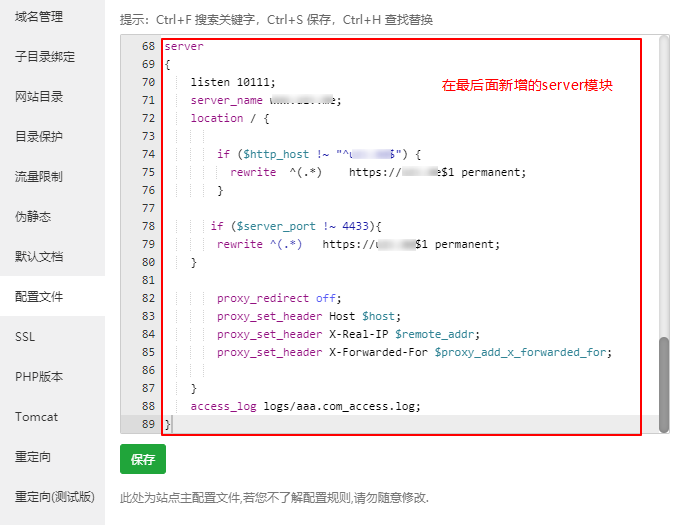 域名管理
子目录绑定
网站目录
目录保护
流量限制
伪静态
默认文档
配置文件
SSL
PHP版本
Tomcat
重定向
重定向(测试版)
提示：Ctrl+F 搜索关键字，Ctrl+S 保存，Ctrl+H 查找替换
68 server
69 {
70 listen 10111;
71 server_name
72 location / {
73
74 if ($http_host !~ "^ $") {
75 rewrite ^(.*) https:// $1 permanent;
76 }
77
78 if ($server_port !~ 4433){
79 rewrite ^(.*) https:// $1 permanent;
80 }
81
82 proxy_redirect off;
83 proxy_set_header Host $host;
84 proxy_set_header X-Real-IP $remote_addr;
85 proxy_set_header X-Forwarded-For $proxy_add_x_forwarded_for;
86
87 }
88 access_log logs/aaa.com_access.log;
89 }
在最后面新增的server模块
保存
此处为站点主配置文件,若您不了解配置规则,请勿随意修改.